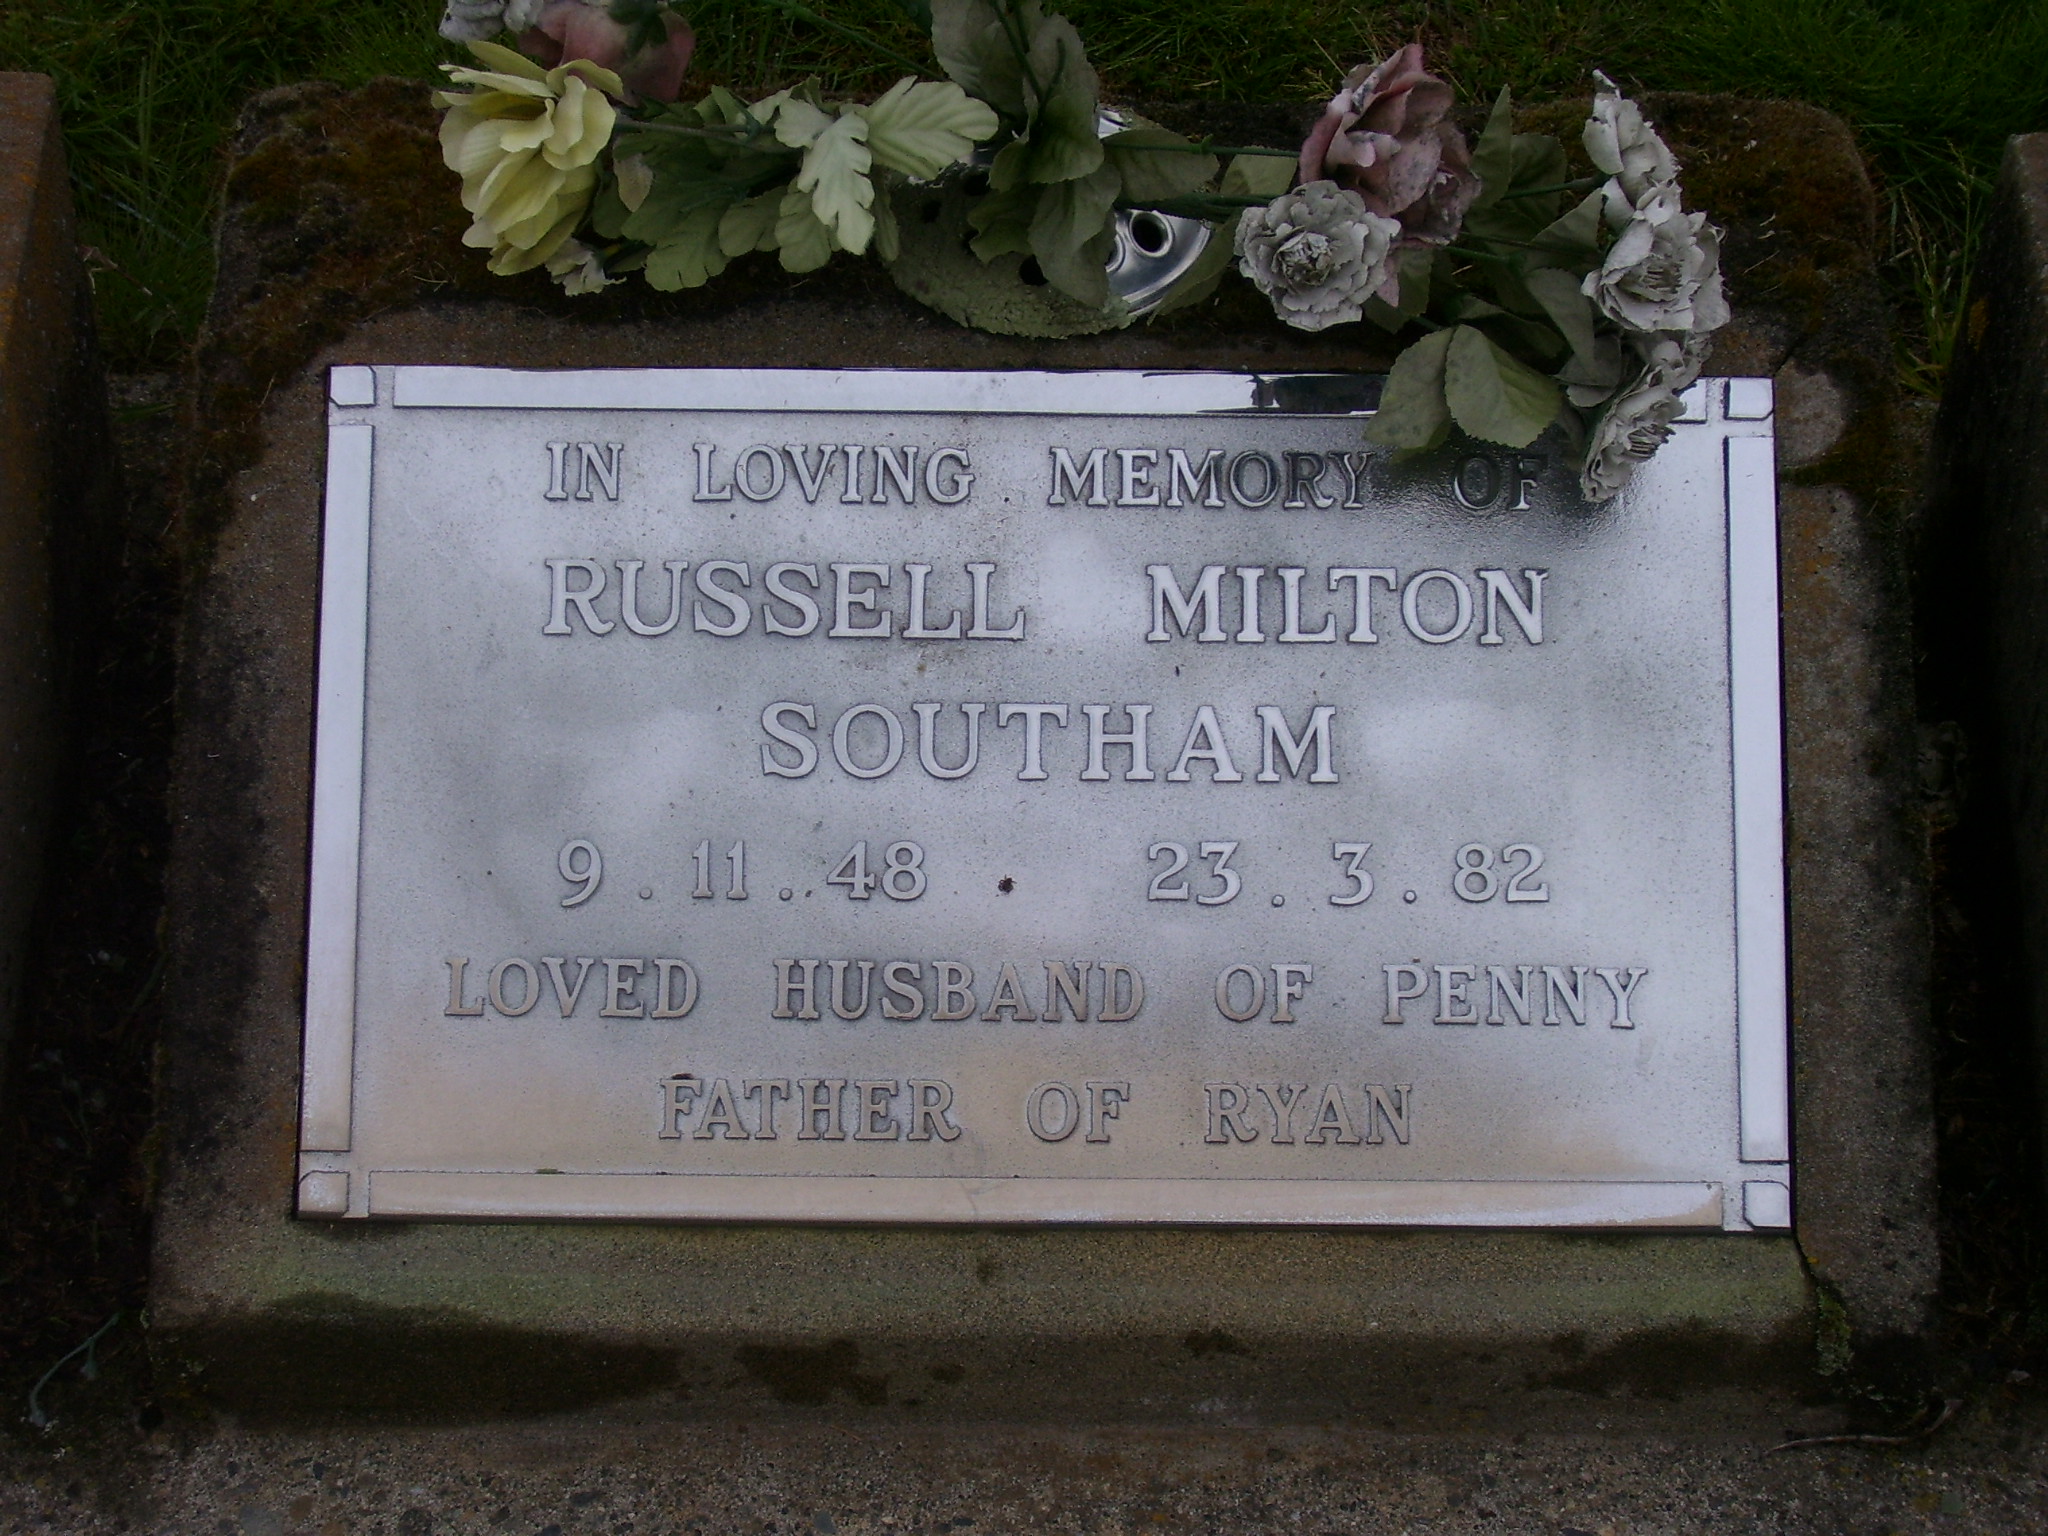 IN LOVING MEMORY OF
RUSSELL MILTON
SOUTHAM
9.11.48 23.3.82
LOVED HUSBAND OF PENNY
FATHER OF RYAN